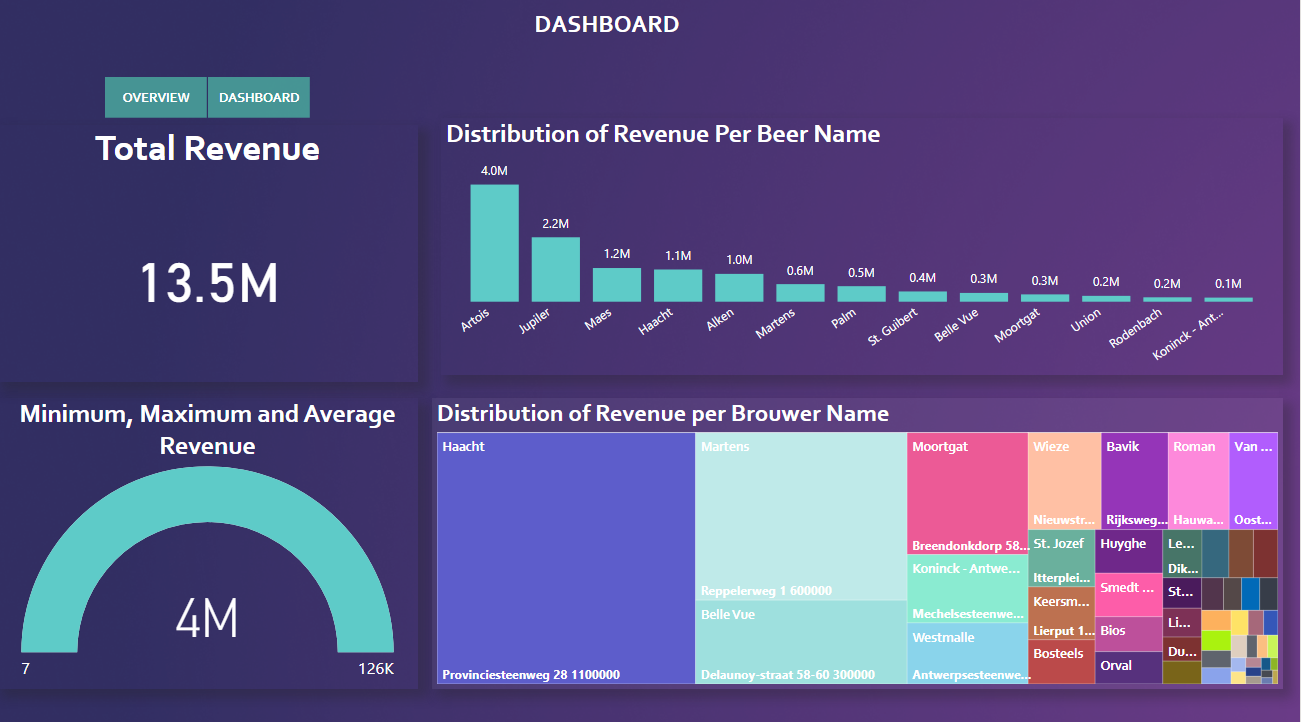 DASHBOARD
OVERVIEW
DASHBOARD
Total Revenue
13.5M
Distribution of Revenue Per Beer Name
4.0M
2.2M
1.2M
1.1M
1.0M
0.6M
0.5M
0.4M
0.3M
0.3M
0.2M
0.2M
0.1M
Artois
Jupiler
Maes
Haacht
Alken
Martens
Palm
St. Guibert
Belle Vue
Moortgat
Union
Rodenbach
Koninck - Ant...
Minimum, Maximum and Average
Revenue
4M
7
126K
Distribution of Revenue per Brouwer Name
Haacht
Provinciesteenweg 28 1100000
Martens
Reppelerweg 1 600000
Belle Vue
Delaunoy-straat 58-60 300000
Moortgat
Breendonkdorp 58...
Koninck - Antwe...
Mechelsesteenwe...
Westmalle
Antwerpsesteenwe...
Wieze
Nieuwstr...
Bavik
Rijksweg...
Roman
Hauwa...
Van ...
Oost...
St. Jozef
Itterplei...
Keersm...
Lierput 1...
Bosteels
Huyghe
Smedt ...
Bios
Orval
Le...
Dik...
St...
Li...
Du...